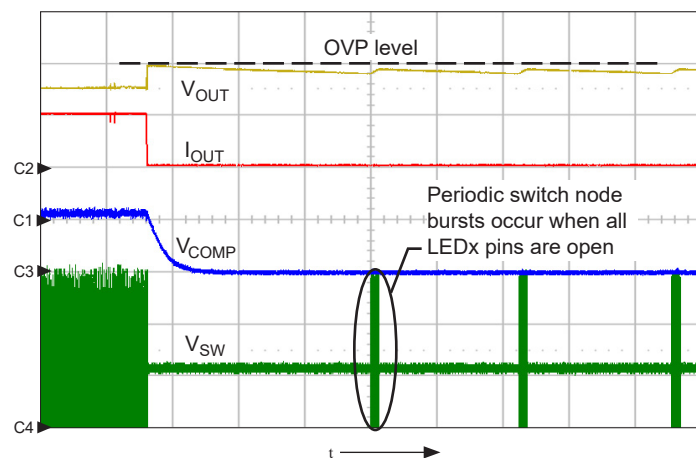 OVP level
VOUT
IOUT
C2
C1
Periodic switch node
bursts occur when all
LEDx pins are open
VCOMP
C3
VSW
C4
t